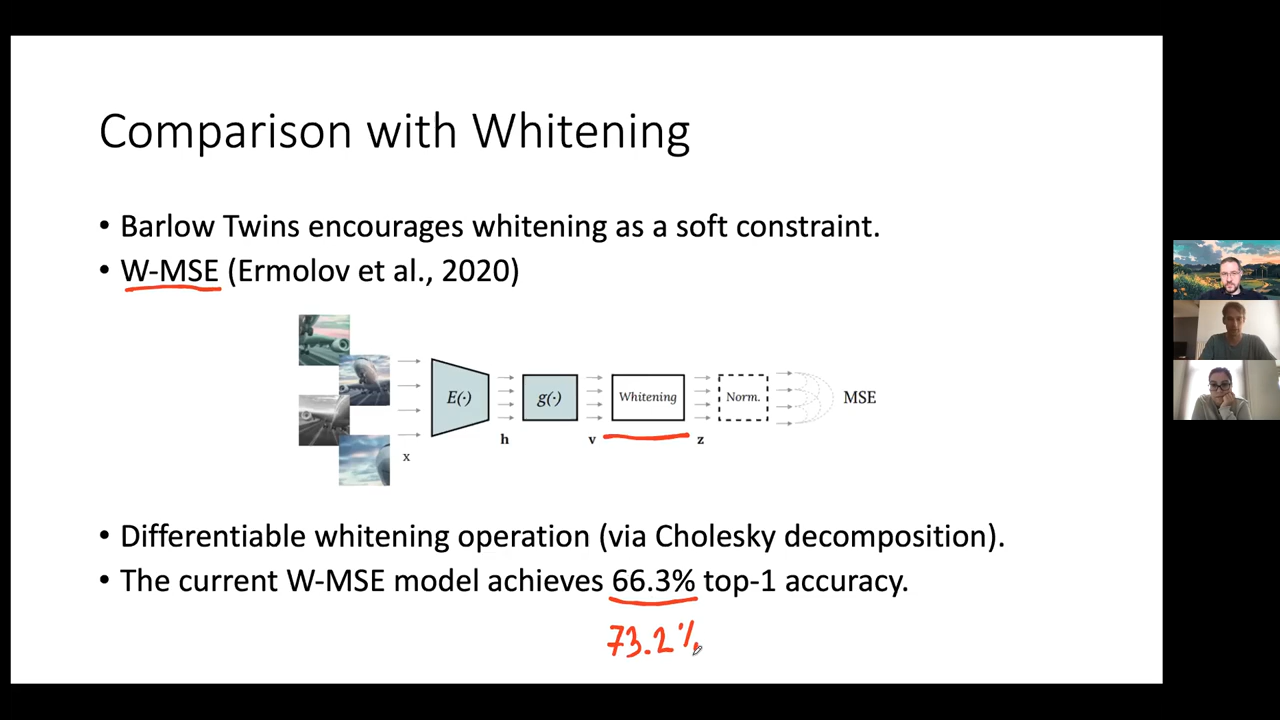 Comparison with Whitening
• Barlow Twins encourages whitening as a soft constraint.
• W-MSE (Ermolov et al., 2020)
E(·)
g(·)
Whitening
Norm.
MSE
h
v
z
x
• Differentiable whitening operation (via Cholesky decomposition).
• The current W-MSE model achieves 66.3% top-1 accuracy.
73.2%